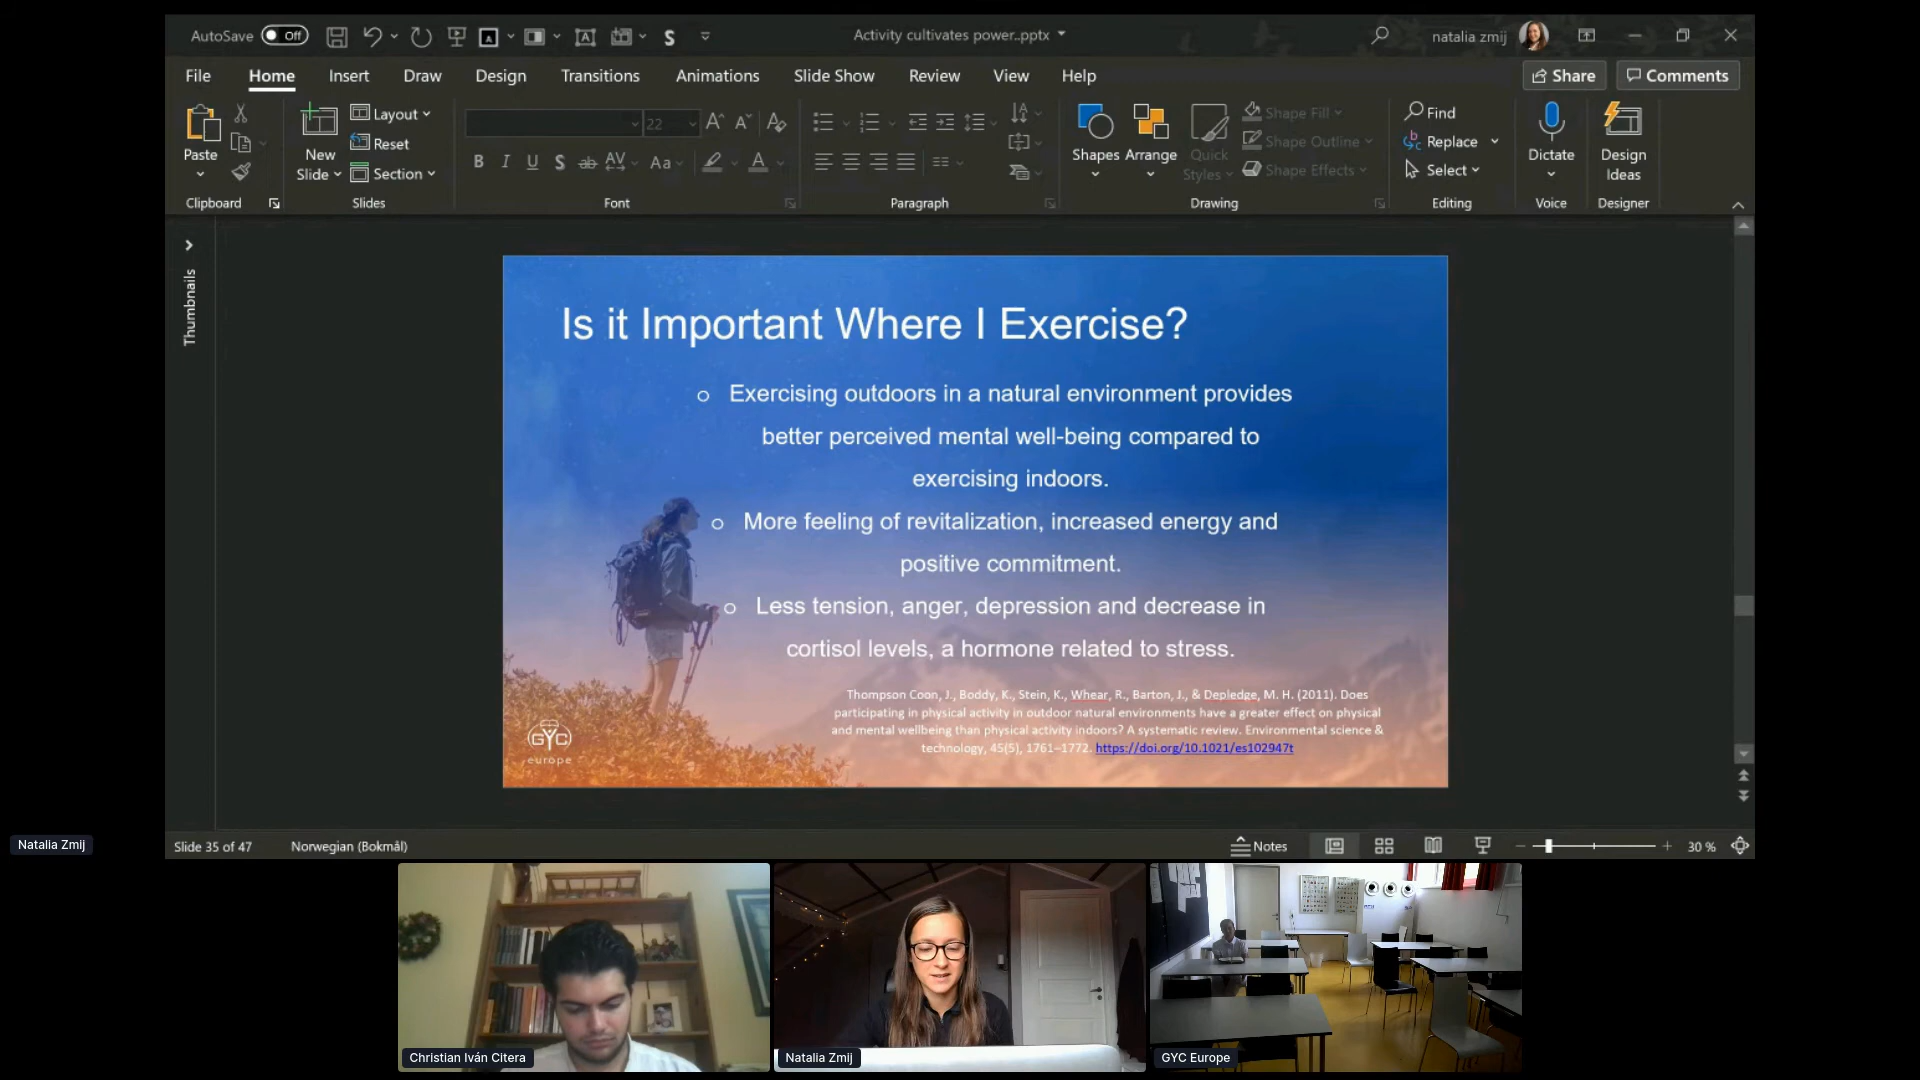 AutoSave Off
Activity cultivates power..pptx
natalia zmij
File Home Insert Draw Design Transitions Animations Slide Show Review View Help
Share Comments
Paste
New
Slide
Layout
Reset
Section
22
B I U S ab AV Aa A
Shapes Arrange Quick
Styles
Shape Fill
Shape Outline
Shape Effects
Find
Replace
Select
Dictate
Design
Ideas
Clipboard Slides Font Paragraph Drawing Editing Voice Designer
Thumbnails
Is it Important Where I Exercise?
Exercising outdoors in a natural environment provides
better perceived mental well-being compared to
exercising indoors.
More feeling of revitalization, increased energy and
positive commitment.
Less tension, anger, depression and decrease in
cortisol levels, a hormone related to stress.
Thompson Coon, J., Boddy, K., Stein, K., Whear, R., Barton, J., & Depledge, M. H. (2011). Does
participating in physical activity in outdoor natural environments have a greater effect on physical
and mental wellbeing than physical activity indoors? A systematic review. Environmental science &
technology, 45(5), 1761–1772. https://doi.org/10.1021/es102947t
GYC
europe
Natalia Zmij
Slide 35 of 47 Norwegian (Bokmål) Notes 30 %
Christian Iván Citera
Natalia Zmij
GYC Europe